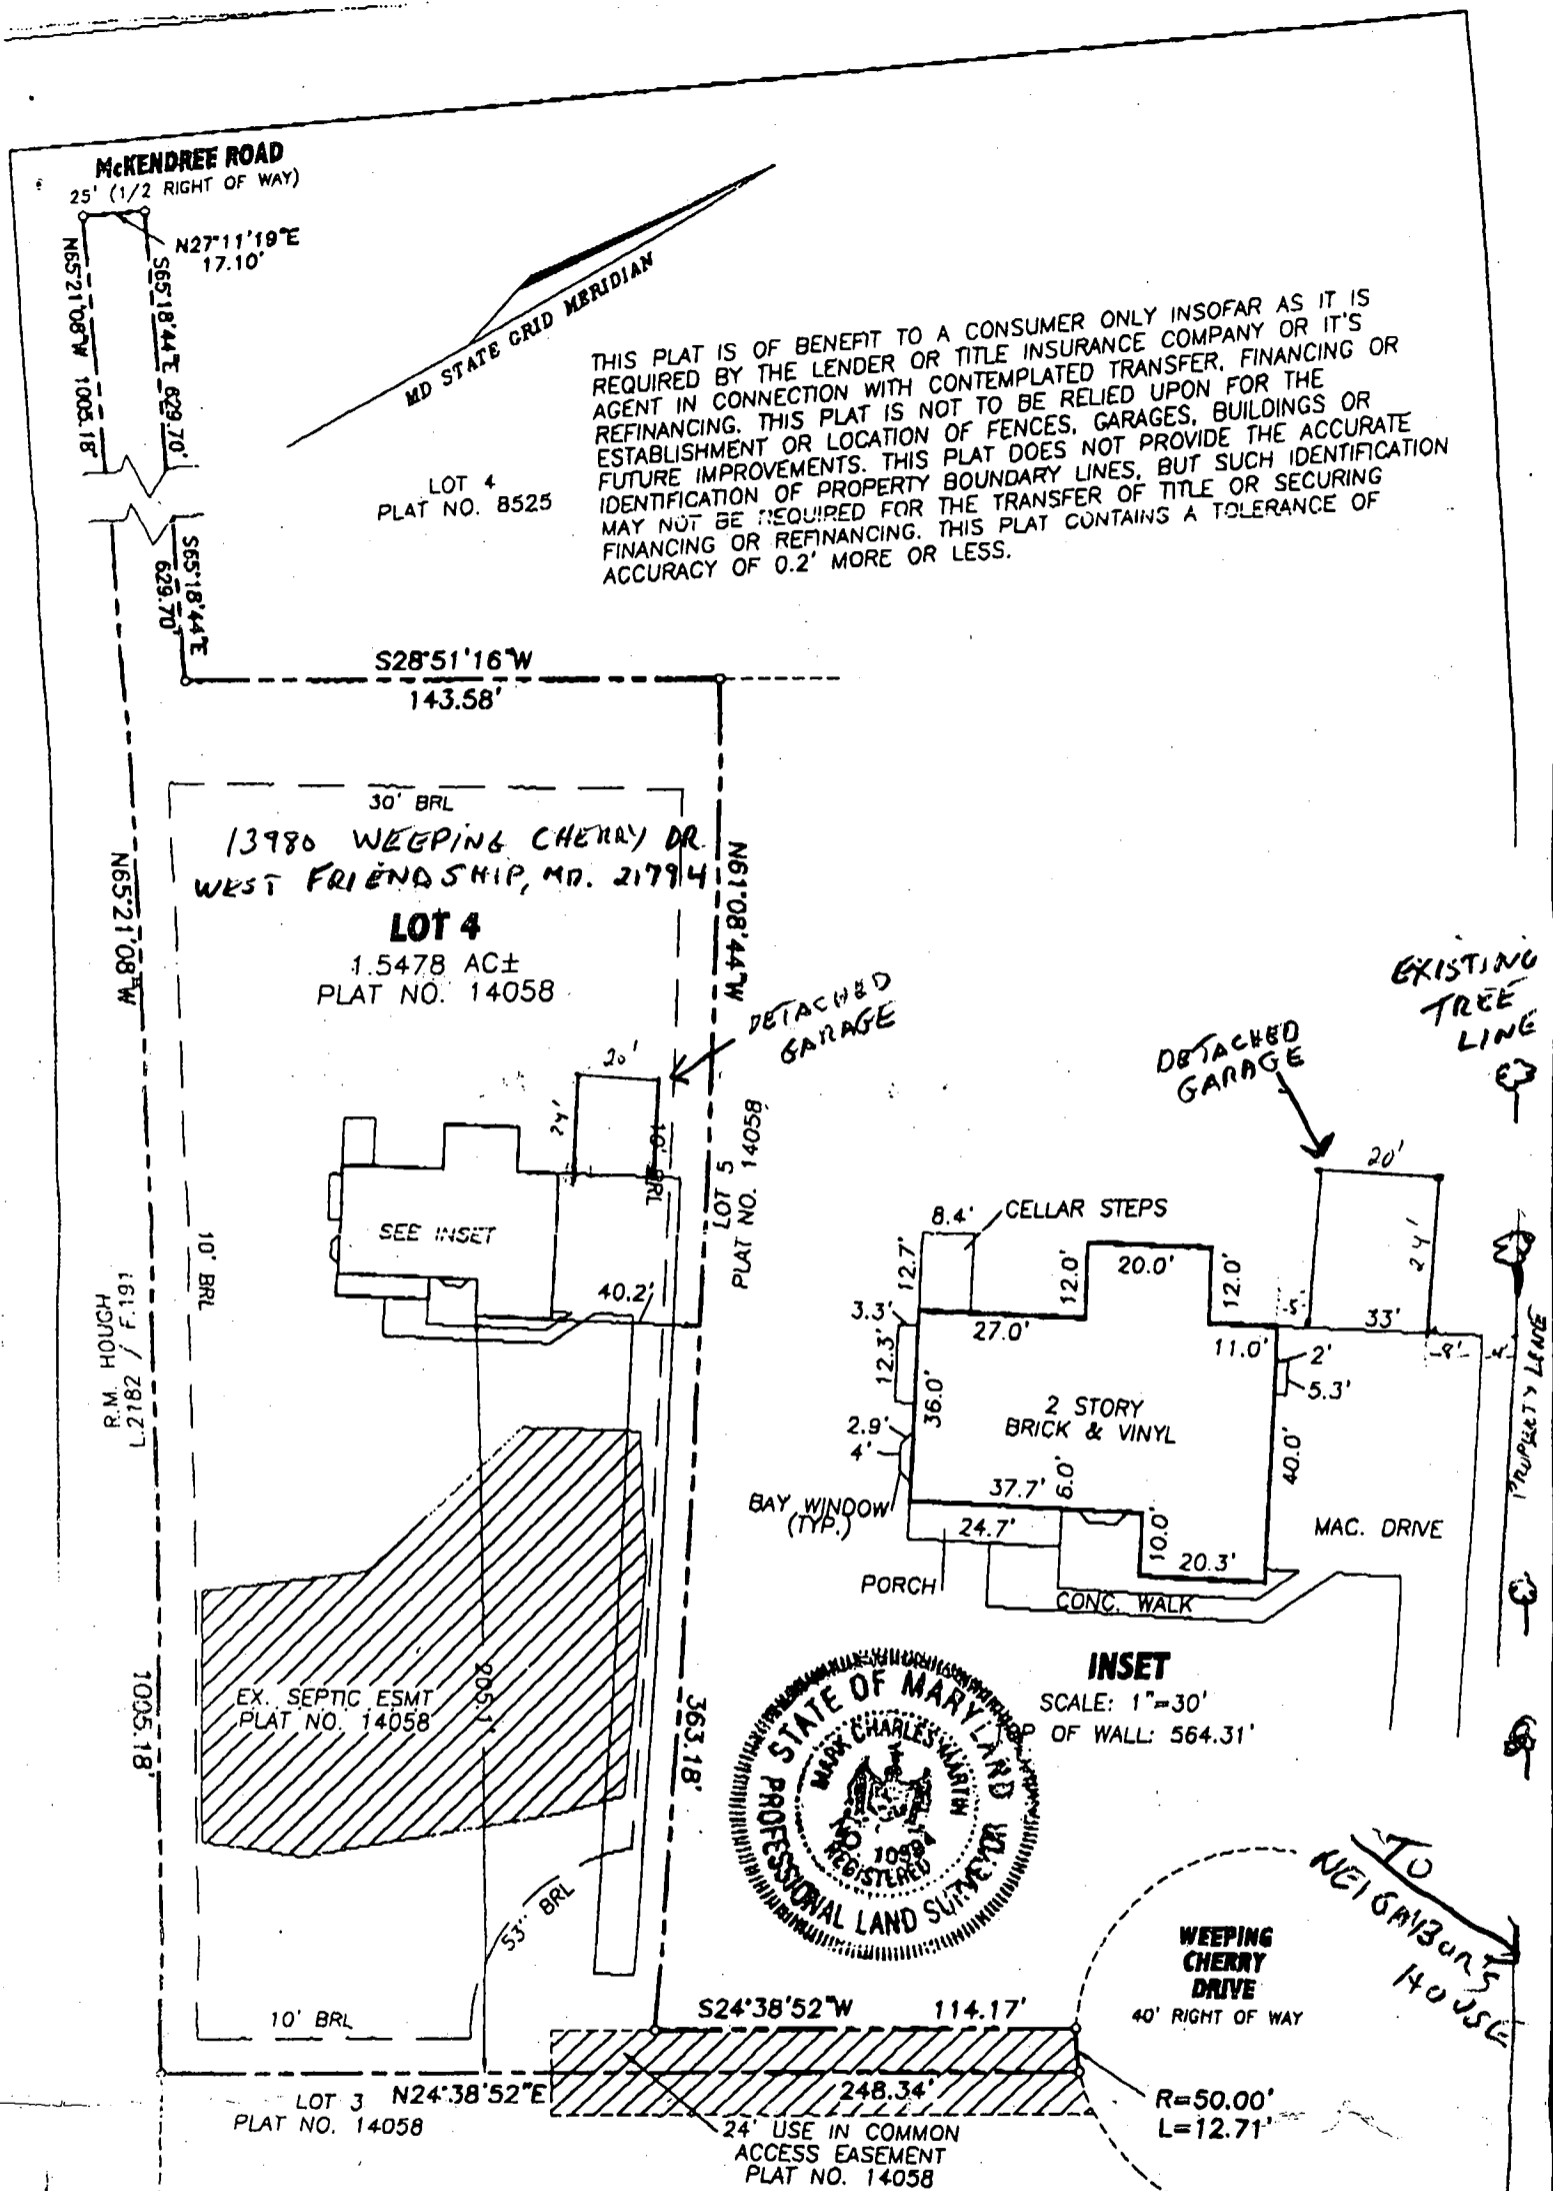 McKENDREE ROAD
25' (1/2 RIGHT OF WAY)
N27°11'19"E
17.10'
N65°21'08"W 1005.18'
S65°18'44"E 629.70'
MD STATE GRID MERIDIAN
THIS PLAT IS OF BENEFIT TO A CONSUMER ONLY INSOFAR AS IT IS
REQUIRED BY THE LENDER OR TITLE INSURANCE COMPANY OR IT'S
AGENT IN CONNECTION WITH CONTEMPLATED TRANSFER, FINANCING OR
REFINANCING. THIS PLAT IS NOT TO BE RELIED UPON FOR THE
ESTABLISHMENT OR LOCATION OF FENCES, GARAGES, BUILDINGS OR
FUTURE IMPROVEMENTS. THIS PLAT DOES NOT PROVIDE THE ACCURATE
IDENTIFICATION OF PROPERTY BOUNDARY LINES, BUT SUCH IDENTIFICATION
MAY NOT BE REQUIRED FOR THE TRANSFER OF TITLE OR SECURING
FINANCING OR REFINANCING. THIS PLAT CONTAINS A TOLERANCE OF
ACCURACY OF 0.2' MORE OR LESS.
LOT 4
PLAT NO. 8525
S65°18'44"E
629.70'
S28°51'16"W
143.58'
30' BRL
13980 WEEPING CHERRY DR.
WEST FRIENDSHIP, MD. 21794
LOT 4
1.5478 AC±
PLAT NO. 14058
N65°21'08"W
N61°08'44"W
DETACHED
GARAGE
20'
24'
10' BRL
LOT 5
PLAT NO. 14058
SEE INSET
40.2'
10' BRL
R.M. HOUGH
L.2182 / F.191
EXISTING
TREE
LINE
DETACHED
GARAGE
20'
24'
8.4'
CELLAR STEPS
12.7'
12.0'
20.0'
12.0'
3.3'
27.0'
11.0'
5'
33'
8'
12.3'
36.0'
2'
5.3'
2 STORY
BRICK & VINYL
2.9'
4'
40.0'
PROPERTY LINE
BAY WINDOW
(TYP.)
37.7'
6.0'
24.7'
10.0'
20.3'
MAC. DRIVE
PORCH
CONC. WALK
INSET
SCALE: 1"=30'
OF WALL: 564.31'
STATE OF MARYLAND
MARK CHARLES MARTIN
REGISTERED
PROFESSIONAL LAND SURVEYOR
EX. SEPTIC ESMT
PLAT NO. 14058
205.1'
1005.18'
363.18'
53' BRL
10' BRL
TO
NEIGHBOR'S
HOUSE
WEEPING
CHERRY
DRIVE
40' RIGHT OF WAY
S24°38'52"W 114.17'
LOT 3
PLAT NO. 14058
N24°38'52"E
248.34'
R=50.00'
L=12.71'
24' USE IN COMMON
ACCESS EASEMENT
PLAT NO. 14058